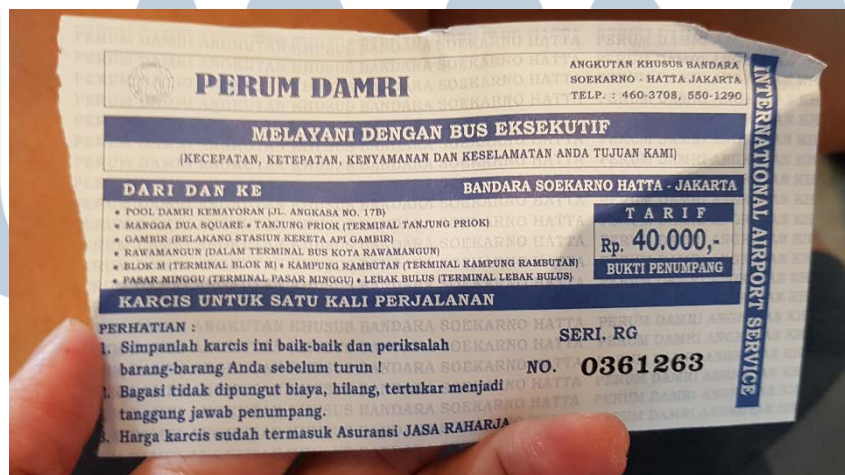 PERUM DAMRI
ANGKUTAN KHUSUS BANDARA
SOEKARNO - HATTA JAKARTA
TELP. : 460-3708, 550-1290
MELAYANI DENGAN BUS EKSEKUTIF
(KECEPATAN, KETEPATAN, KENYAMANAN DAN KESELAMATAN ANDA TUJUAN KAMI)
DARI DAN KE
BANDARA SOEKARNO HATTA - JAKARTA
• POOL DAMRI KEMAYORAN (JL. ANGKASA NO. 17B)
• MANGGA DUA SQUARE • TANJUNG PRIOK (TERMINAL TANJUNG PRIOK)
• GAMBIR (BELAKANG STASIUN KERETA API GAMBIR)
• RAWAMANGUN (DALAM TERMINAL BUS KOTA RAWAMANGUN)
• BLOK M (TERMINAL BLOK M) • KAMPUNG RAMBUTAN (TERMINAL KAMPUNG RAMBUTAN)
• PASAR MINGGU (TERMINAL PASAR MINGGU) • LEBAK BULUS (TERMINAL LEBAK BULUS)
TARIF
Rp. 40.000,-
BUKTI PENUMPANG
KARCIS UNTUK SATU KALI PERJALANAN
PERHATIAN :
1. Simpanlah karcis ini baik-baik dan periksalah
barang-barang Anda sebelum turun !
2. Bagasi tidak dipungut biaya, hilang, tertukar menjadi
tanggung jawab penumpang.
3. Harga karcis sudah termasuk Asuransi JASA RAHARJA
SERI. RG
NO. 0361263
INTERNATIONAL AIRPORT SERVICE